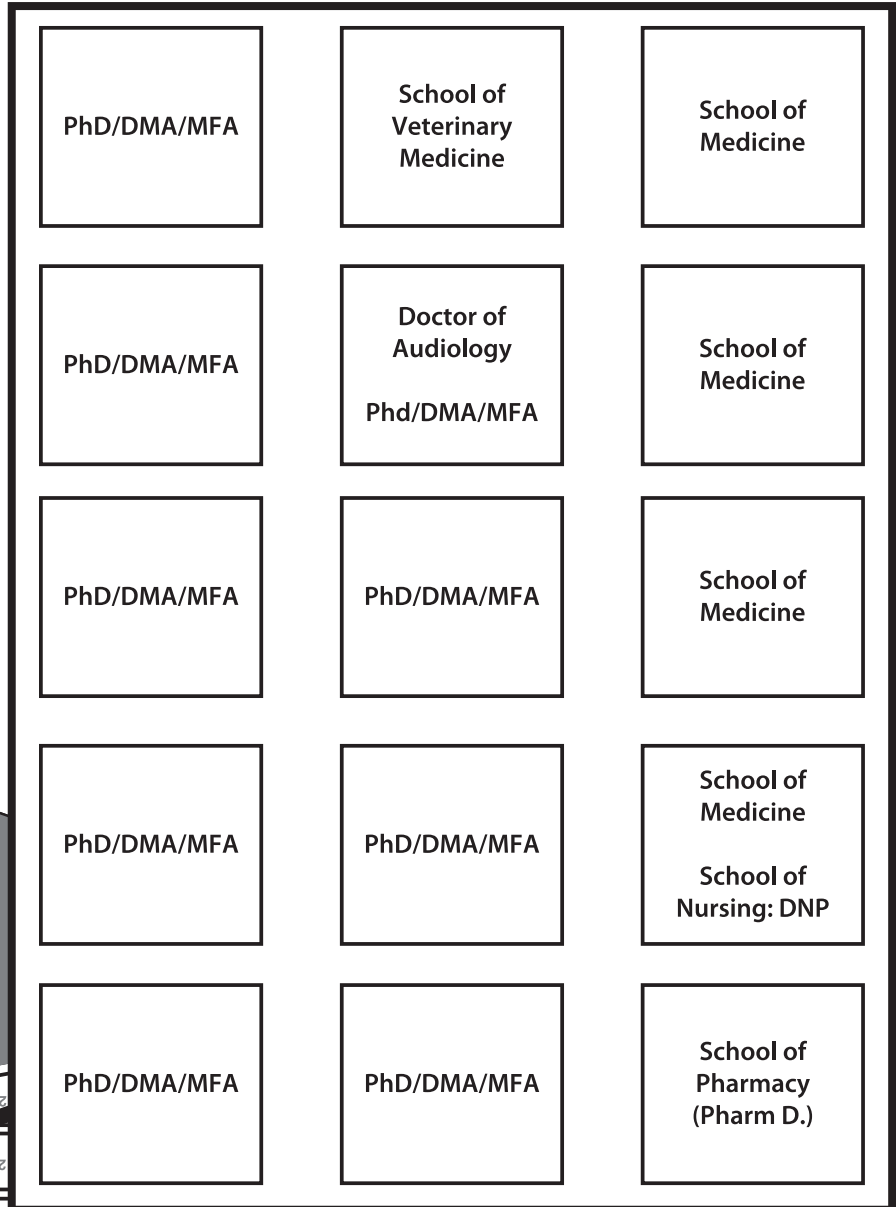 PhD/DMA/MFA
School of
Veterinary
Medicine
School of
Medicine
PhD/DMA/MFA
Doctor of
Audiology
Phd/DMA/MFA
School of
Medicine
PhD/DMA/MFA
PhD/DMA/MFA
School of
Medicine
PhD/DMA/MFA
PhD/DMA/MFA
School of
Medicine
School of
Nursing: DNP
PhD/DMA/MFA
PhD/DMA/MFA
School of
Pharmacy
(Pharm D.)